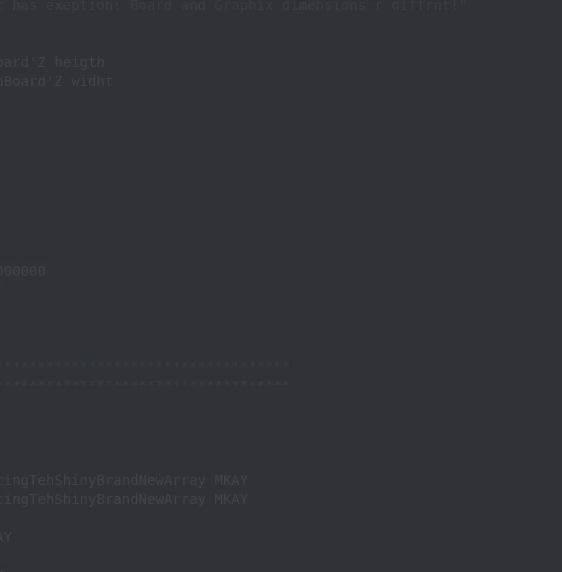 has exeption: Board and Graphix dimensions r diffrnt!"
oard'Z heigth
nBoard'Z widht
000000
***********************************
***********************************
tingTehShinyBrandNewArray MKAY
tingTehShinyBrandNewArray MKAY
AY